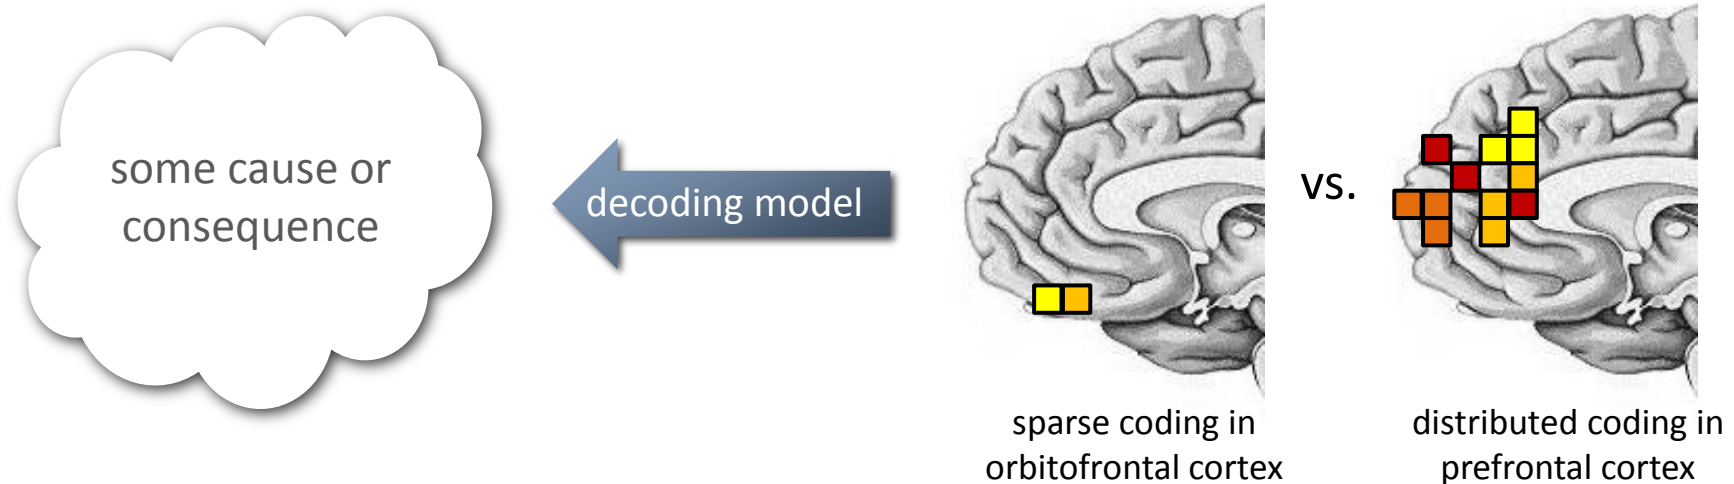 some cause or
consequence
decoding model
vs.
sparse coding in
orbitofrontal cortex
distributed coding in
prefrontal cortex